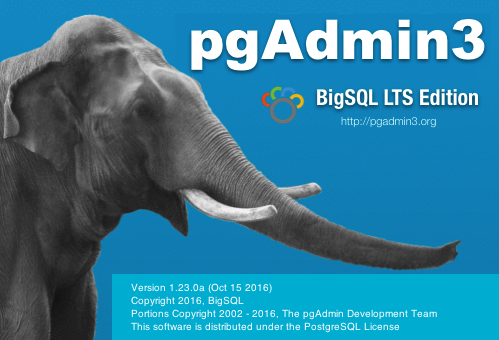 pgAdmin3
BigSQL LTS Edition
http://pgadmin3.org
Version 1.23.0a (Oct 15 2016)
Copyright 2016, BigSQL
Portions Copyright 2002 - 2016, The pgAdmin Development Team
This software is distributed under the PostgreSQL License